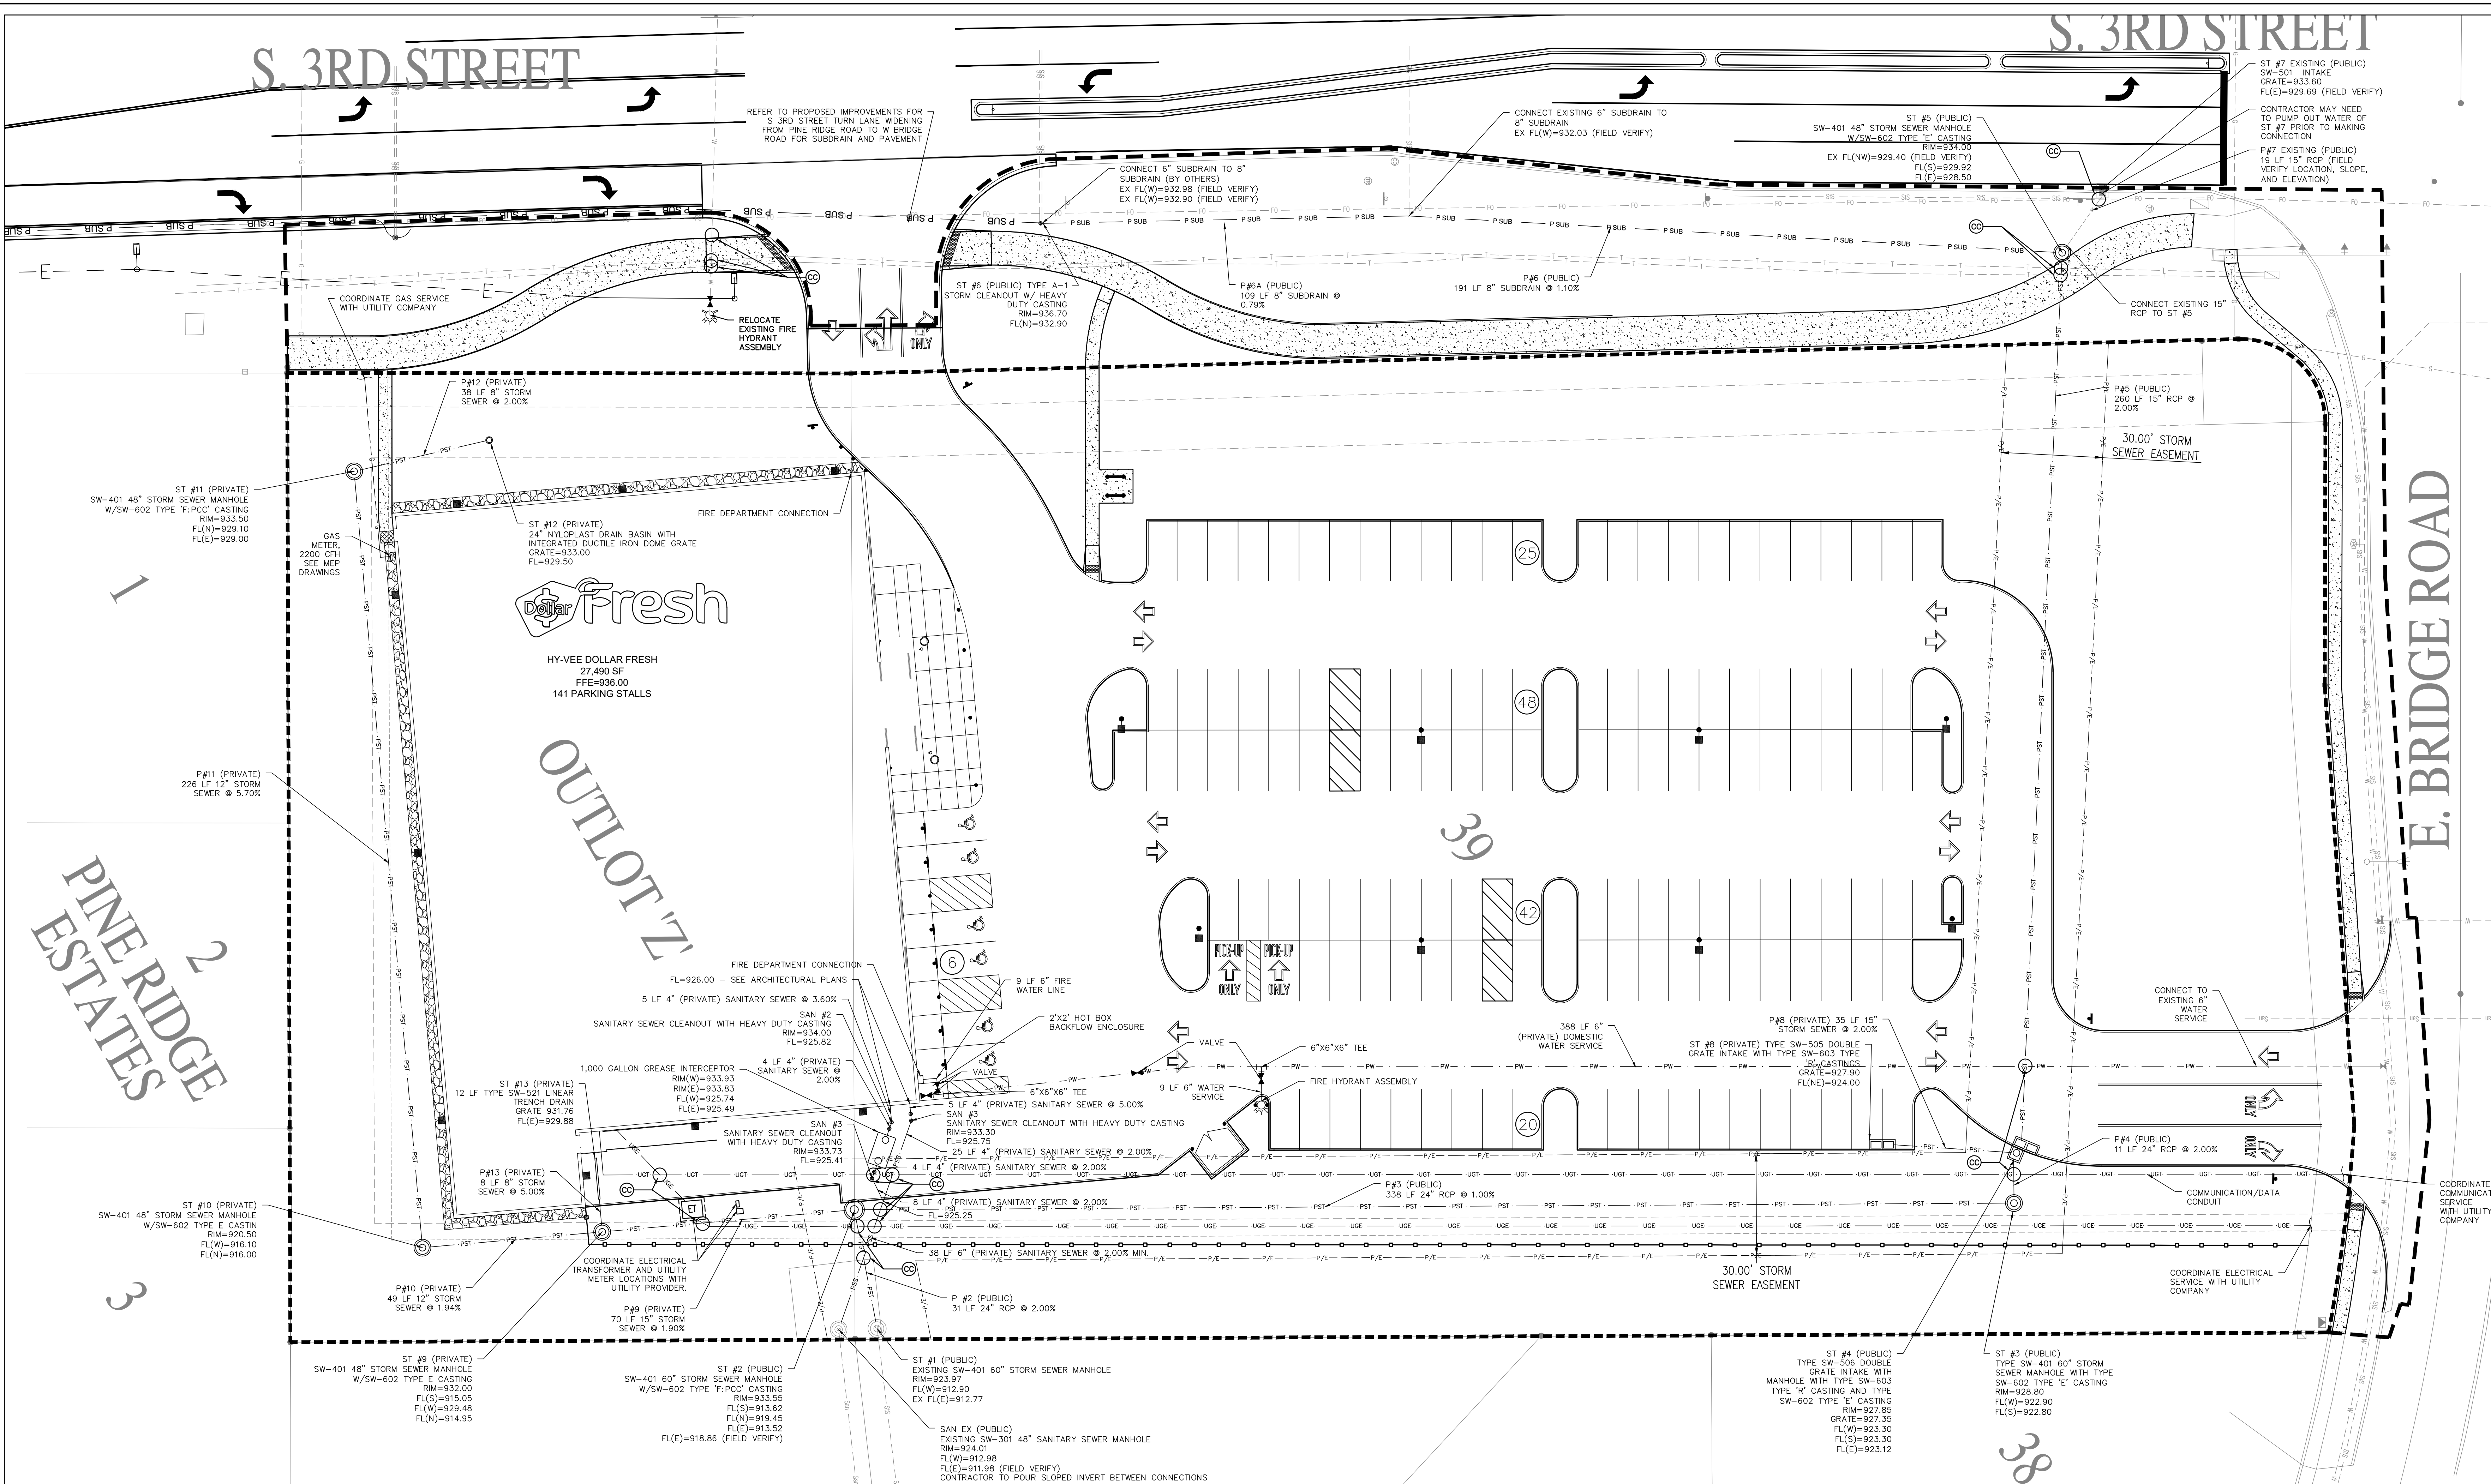 S. 3RD STREET
S. 3RD STREET
REFER TO PROPOSED IMPROVEMENTS FOR
S 3RD STREET TURN LANE WIDENING
FROM PINE RIDGE ROAD TO W BRIDGE
ROAD FOR SUBDRAIN AND PAVEMENT
CONNECT 6" SUBDRAIN TO 8"
SUBDRAIN (BY OTHERS)
EX FL(W)=932.98 (FIELD VERIFY)
EX FL(W)=932.90 (FIELD VERIFY)
CONNECT EXISTING 6" SUBDRAIN TO
8" SUBDRAIN
EX FL(W)=932.03 (FIELD VERIFY)
ST #5 (PUBLIC)
SW-401 48" STORM SEWER MANHOLE
W/SW-602 TYPE 'E' CASTING
RIM=934.00
EX FL(NW)=929.40 (FIELD VERIFY)
FL(S)=929.92
FL(E)=928.50
ST #7 EXISTING (PUBLIC)
SW-501 INTAKE
GRATE=933.60
FL(E)=929.69 (FIELD VERIFY)
CONTRACTOR MAY NEED
TO PUMP OUT WATER OF
ST #7 PRIOR TO MAKING
CONNECTION
P#7 EXISTING (PUBLIC)
19 LF 15" RCP (FIELD
VERIFY LOCATION, SLOPE,
AND ELEVATION)
COORDINATE GAS SERVICE
WITH UTILITY COMPANY
RELOCATE
EXISTING FIRE
HYDRANT
ASSEMBLY
ONLY
ST #6 (PUBLIC) TYPE A-1
STORM CLEANOUT W/ HEAVY
DUTY CASTING
RIM=936.70
FL(N)=932.90
P#6A (PUBLIC)
109 LF 8" SUBDRAIN @
0.79%
P#6 (PUBLIC)
191 LF 8" SUBDRAIN @ 1.10%
CC
CC
CC
CONNECT EXISTING 15"
RCP TO ST #5
P#12 (PRIVATE)
38 LF 8" STORM
SEWER @ 2.00%
P#5 (PUBLIC)
260 LF 15" RCP @
2.00%
30.00' STORM
SEWER EASEMENT
E. BRIDGE ROAD
ST #11 (PRIVATE)
SW-401 48" STORM SEWER MANHOLE
W/SW-602 TYPE 'F:PCC' CASTING
RIM=933.50
FL(N)=929.10
FL(E)=929.00
GAS
METER,
2200 CFH
SEE MEP
DRAWINGS
FIRE DEPARTMENT CONNECTION
ST #12 (PRIVATE)
24" NYLOPLAST DRAIN BASIN WITH
INTEGRATED DUCTILE IRON DOME GRATE
GRATE=933.00
FL=929.50
Dollar Fresh
HY-VEE DOLLAR FRESH
27,490 SF
FFE=936.00
141 PARKING STALLS
1
25
48
OUTLOT 'Z'
39
P#11 (PRIVATE)
226 LF 12" STORM
SEWER @ 5.70%
2
PINE RIDGE
ESTATES
3
42
6
PICK-UP
ONLY
PICK-UP
ONLY
FIRE DEPARTMENT CONNECTION
FL=926.00 - SEE ARCHITECTURAL PLANS
5 LF 4" (PRIVATE) SANITARY SEWER @ 3.60%
SAN #2
SANITARY SEWER CLEANOUT WITH HEAVY DUTY CASTING
RIM=934.00
FL=925.82
4 LF 4" (PRIVATE)
SANITARY SEWER @
2.00%
1,000 GALLON GREASE INTERCEPTOR
RIM(W)=933.93
RIM(E)=933.83
FL(W)=925.74
FL(E)=925.49
SAN #3
SANITARY SEWER CLEANOUT
WITH HEAVY DUTY CASTING
RIM=933.73
FL=925.41
9 LF 6" FIRE
WATER LINE
2'X2' HOT BOX
BACKFLOW ENCLOSURE
VALVE
6"X6"X6" TEE
VALVE
6"X6"X6" TEE
9 LF 6" WATER
SERVICE
FIRE HYDRANT ASSEMBLY
388 LF 6"
(PRIVATE) DOMESTIC
WATER SERVICE
P#8 (PRIVATE) 35 LF 15"
STORM SEWER @ 2.00%
ST #8 (PRIVATE) TYPE SW-505 DOUBLE
GRATE INTAKE WITH TYPE SW-603 TYPE
'R' CASTINGS
GRATE=927.90
FL(NE)=924.00
CONNECT TO
EXISTING 6"
WATER
SERVICE
ONLY
ONLY
5 LF 4" (PRIVATE) SANITARY SEWER @ 5.00%
SAN #3
SANITARY SEWER CLEANOUT WITH HEAVY DUTY CASTING
RIM=933.30
FL=925.75
25 LF 4" (PRIVATE) SANITARY SEWER @ 2.00%
4 LF 4" (PRIVATE) SANITARY SEWER @ 2.00%
8 LF 4" (PRIVATE) SANITARY SEWER @ 2.00%
FL=925.25
38 LF 6" (PRIVATE) SANITARY SEWER @ 2.00% MIN.
20
P#3 (PUBLIC)
338 LF 24" RCP @ 1.00%
P#4 (PUBLIC)
11 LF 24" RCP @ 2.00%
COMMUNICATION/DATA
CONDUIT
COORDINATE
SERVICE
WITH UTILITY
COMPANY
CC
CC
CC
CC
ET
ST #13 (PRIVATE)
12 LF TYPE SW-521 LINEAR
TRENCH DRAIN
GRATE 931.76
FL(E)=929.88
P#13 (PRIVATE)
8 LF 8" STORM
SEWER @ 5.00%
ST #10 (PRIVATE)
SW-401 48" STORM SEWER MANHOLE
W/SW-602 TYPE E CASTIN
RIM=920.50
FL(W)=916.10
FL(N)=916.00
P#10 (PRIVATE)
49 LF 12" STORM
SEWER @ 1.94%
COORDINATE ELECTRICAL
TRANSFORMER AND UTILITY
METER LOCATIONS WITH
UTILITY PROVIDER.
P#9 (PRIVATE)
70 LF 15" STORM
SEWER @ 1.90%
P #2 (PUBLIC)
31 LF 24" RCP @ 2.00%
30.00' STORM
SEWER EASEMENT
COORDINATE ELECTRICAL
SERVICE WITH UTILITY
COMPANY
ST #9 (PRIVATE)
SW-401 48" STORM SEWER MANHOLE
W/SW-602 TYPE E CASTING
RIM=932.00
FL(S)=915.05
FL(W)=929.48
FL(N)=914.95
ST #2 (PUBLIC)
SW-401 60" STORM SEWER MANHOLE
W/SW-602 TYPE 'F:PCC' CASTING
RIM=933.55
FL(S)=913.62
FL(N)=919.45
FL(E)=913.52
FL(E)=918.86 (FIELD VERIFY)
ST #1 (PUBLIC)
EXISTING SW-401 60" STORM SEWER MANHOLE
RIM=923.97
FL(W)=912.90
EX FL(E)=912.77
SAN EX (PUBLIC)
EXISTING SW-301 48" SANITARY SEWER MANHOLE
RIM=924.01
FL(W)=912.98
FL(E)=911.98 (FIELD VERIFY)
CONTRACTOR TO POUR SLOPED INVERT BETWEEN CONNECTIONS
ST #4 (PUBLIC)
TYPE SW-506 DOUBLE
GRATE INTAKE WITH
MANHOLE WITH TYPE SW-603
TYPE 'R' CASTING AND TYPE
SW-602 TYPE 'E' CASTING
RIM=927.85
GRATE=927.35
FL(W)=923.30
FL(S)=923.30
FL(E)=923.12
ST #3 (PUBLIC)
TYPE SW-401 60" STORM
SEWER MANHOLE WITH TYPE
SW-602 TYPE 'E' CASTING
RIM=928.80
FL(W)=922.90
FL(S)=922.80
38